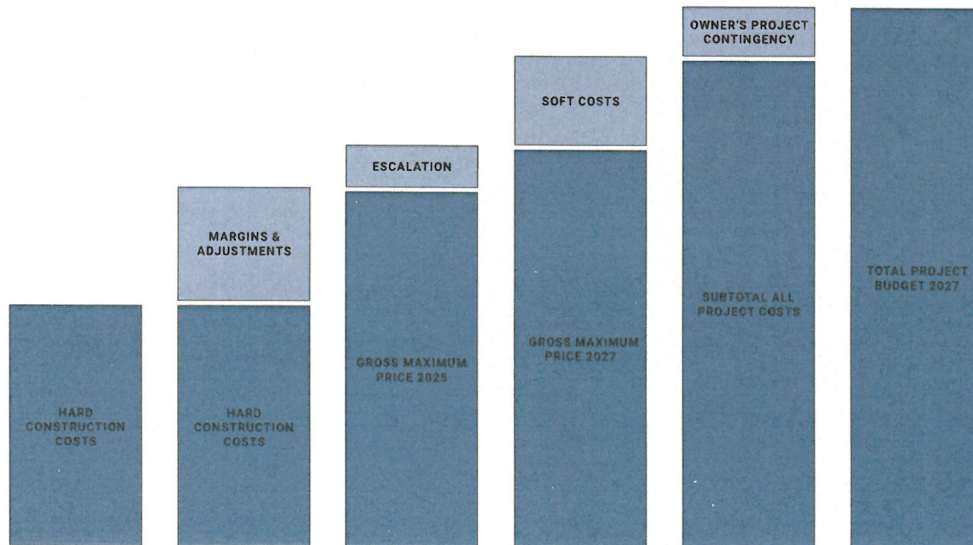 HARD
CONSTRUCTION
COSTS
MARGINS &
ADJUSTMENTS
HARD
CONSTRUCTION
COSTS
ESCALATION
GROSS MAXIMUM
PRICE 2025
SOFT COSTS
GROSS MAXIMUM
PRICE 2027
OWNER'S PROJECT
CONTINGENCY
SUBTOTAL ALL
PROJECT COSTS
TOTAL PROJECT
BUDGET 2027